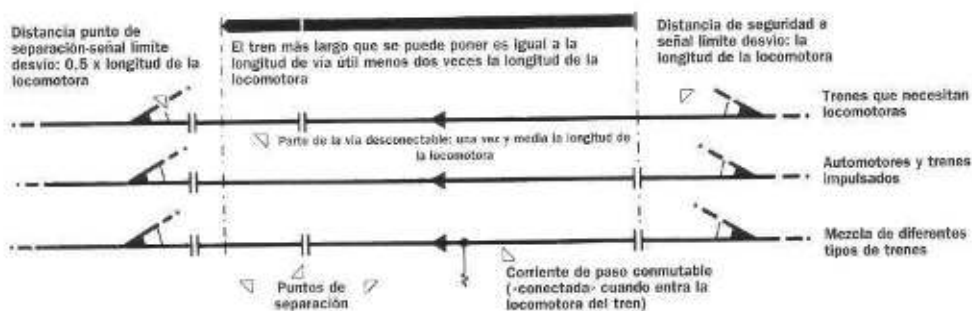 Distancia punto de
separación-señal límite
desvío: 0,5 x longitud de la
locomotora
El tren más largo que se puede poner es igual a la
longitud de vía útil menos dos veces la longitud de la
locomotora
Distancia de seguridad a
señal límite desvío: la
longitud de la locomotora
Trenes que necesitan
locomotoras
Parte de la vía desconectable: una vez y media la longitud de
la locomotora
Automotores y trenes
impulsados
Mezcla de diferentes
tipos de trenes
Puntos de
separación
Corriente de paso conmutable
(«conectada» cuando entra la
locomotora del tren)